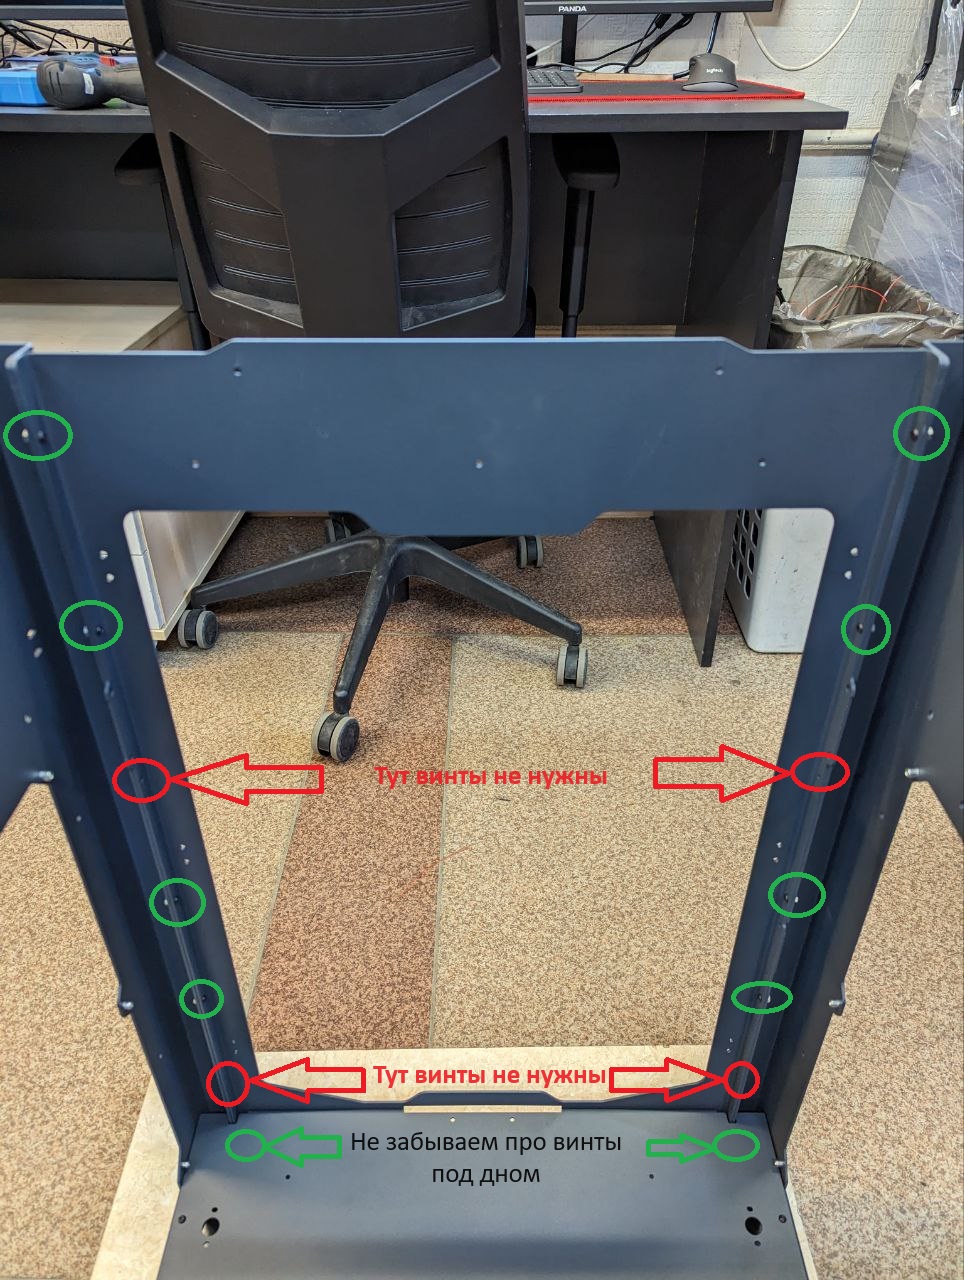 PANDA
logitech
Тут винты не нужны
Тут винты не нужны
Не забываем про винты
под дном